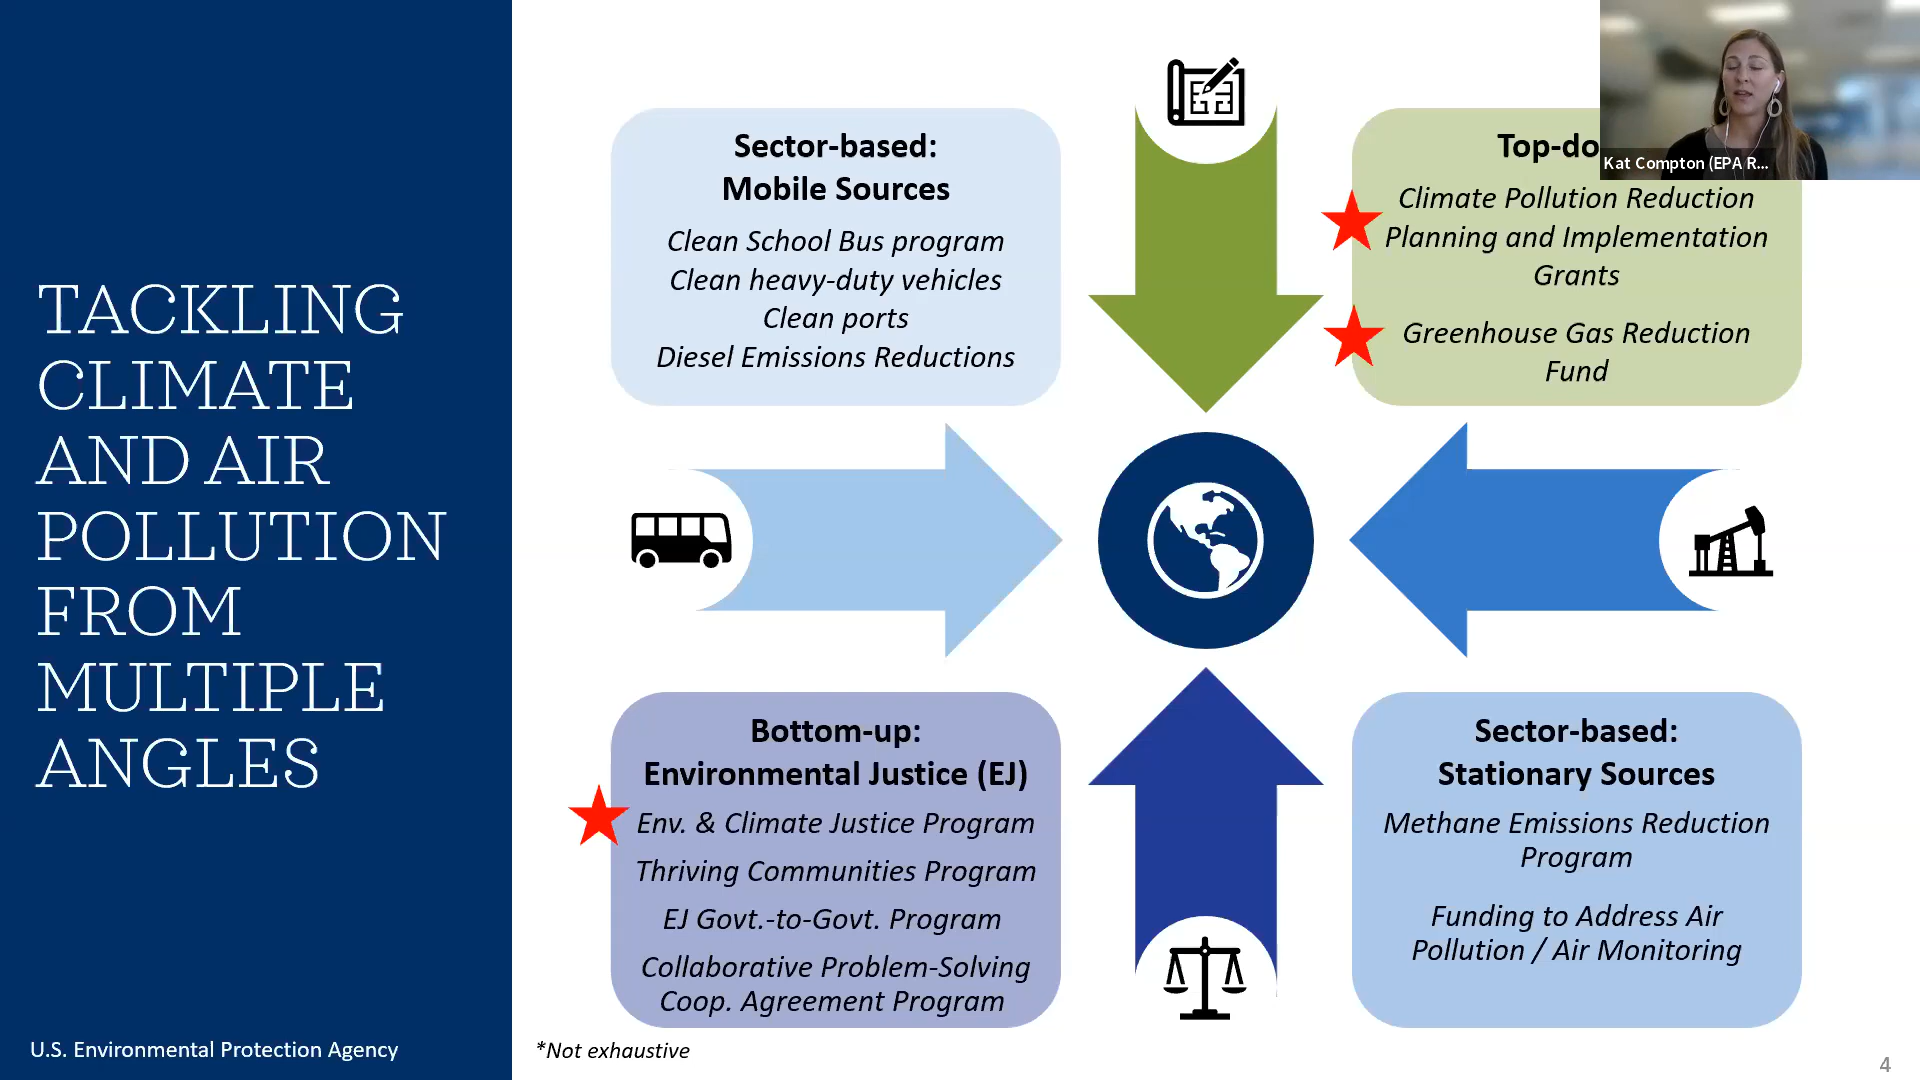 TACKLING
CLIMATE
AND AIR
POLLUTION
FROM
MULTIPLE
ANGLES
U.S. Environmental Protection Agency
Sector-based:
Mobile Sources
Clean School Bus program
Clean heavy-duty vehicles
Clean ports
Diesel Emissions Reductions
Kat Compton (EPA R...
Climate Pollution Reduction
Planning and Implementation
Grants
Greenhouse Gas Reduction
Fund
Bottom-up:
Environmental Justice (EJ)
Env. & Climate Justice Program
Thriving Communities Program
EJ Govt.-to-Govt. Program
Collaborative Problem-Solving
Coop. Agreement Program
Sector-based:
Stationary Sources
Methane Emissions Reduction
Program
Funding to Address Air
Pollution / Air Monitoring
*Not exhaustive
4